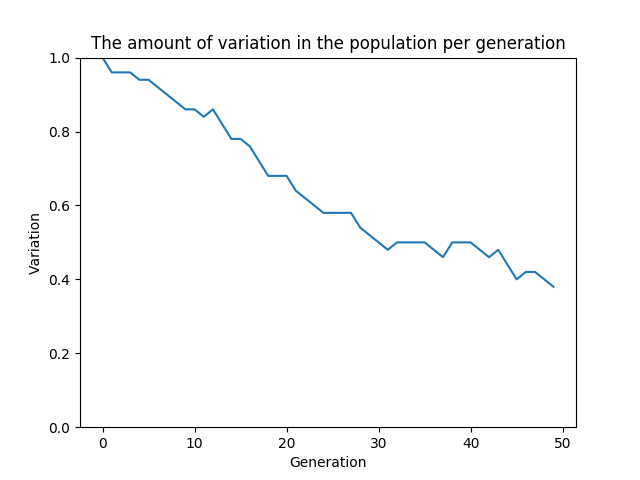 The amount of variation in the population per generation
1.0
0.8
0.6
0.4
0.2
0.0
Variation
0 10 20 30 40 50
Generation